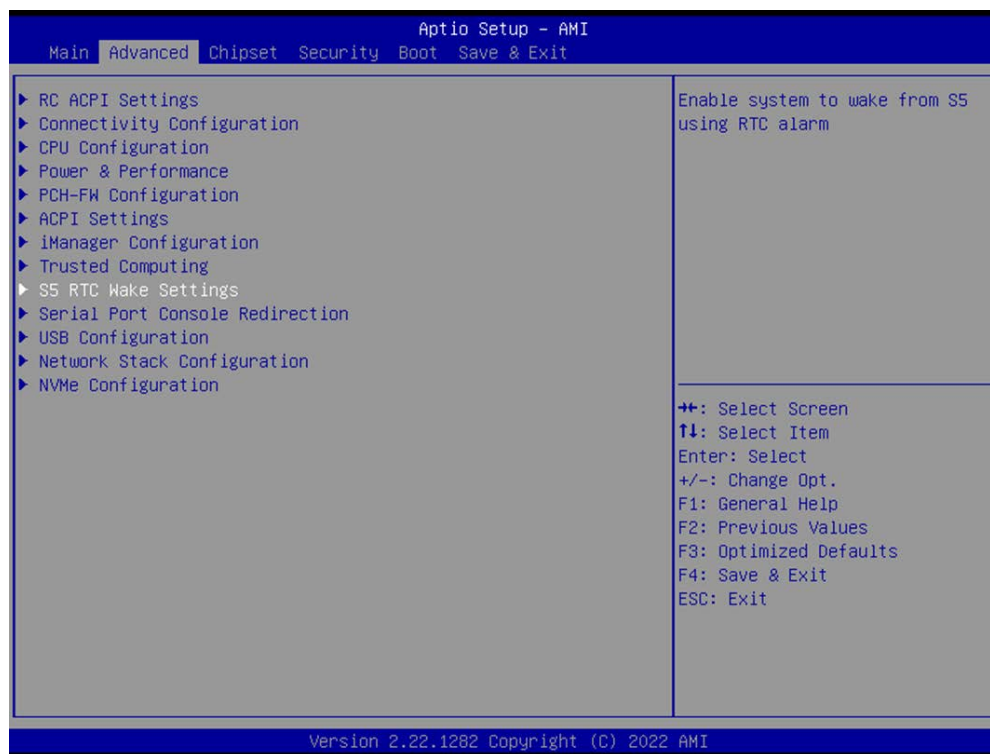 Aptio Setup – AMI
Main Advanced Chipset Security Boot Save & Exit
▶ RC ACPI Settings
▶ Connectivity Configuration
▶ CPU Configuration
▶ Power & Performance
▶ PCH-FW Configuration
▶ ACPI Settings
▶ iManager Configuration
▶ Trusted Computing
▶ S5 RTC Wake Settings
▶ Serial Port Console Redirection
▶ USB Configuration
▶ Network Stack Configuration
▶ NVMe Configuration
Enable system to wake from S5
using RTC alarm
→←: Select Screen
↑↓: Select Item
Enter: Select
+/-: Change Opt.
F1: General Help
F2: Previous Values
F3: Optimized Defaults
F4: Save & Exit
ESC: Exit
Version 2.22.1282 Copyright (C) 2022 AMI